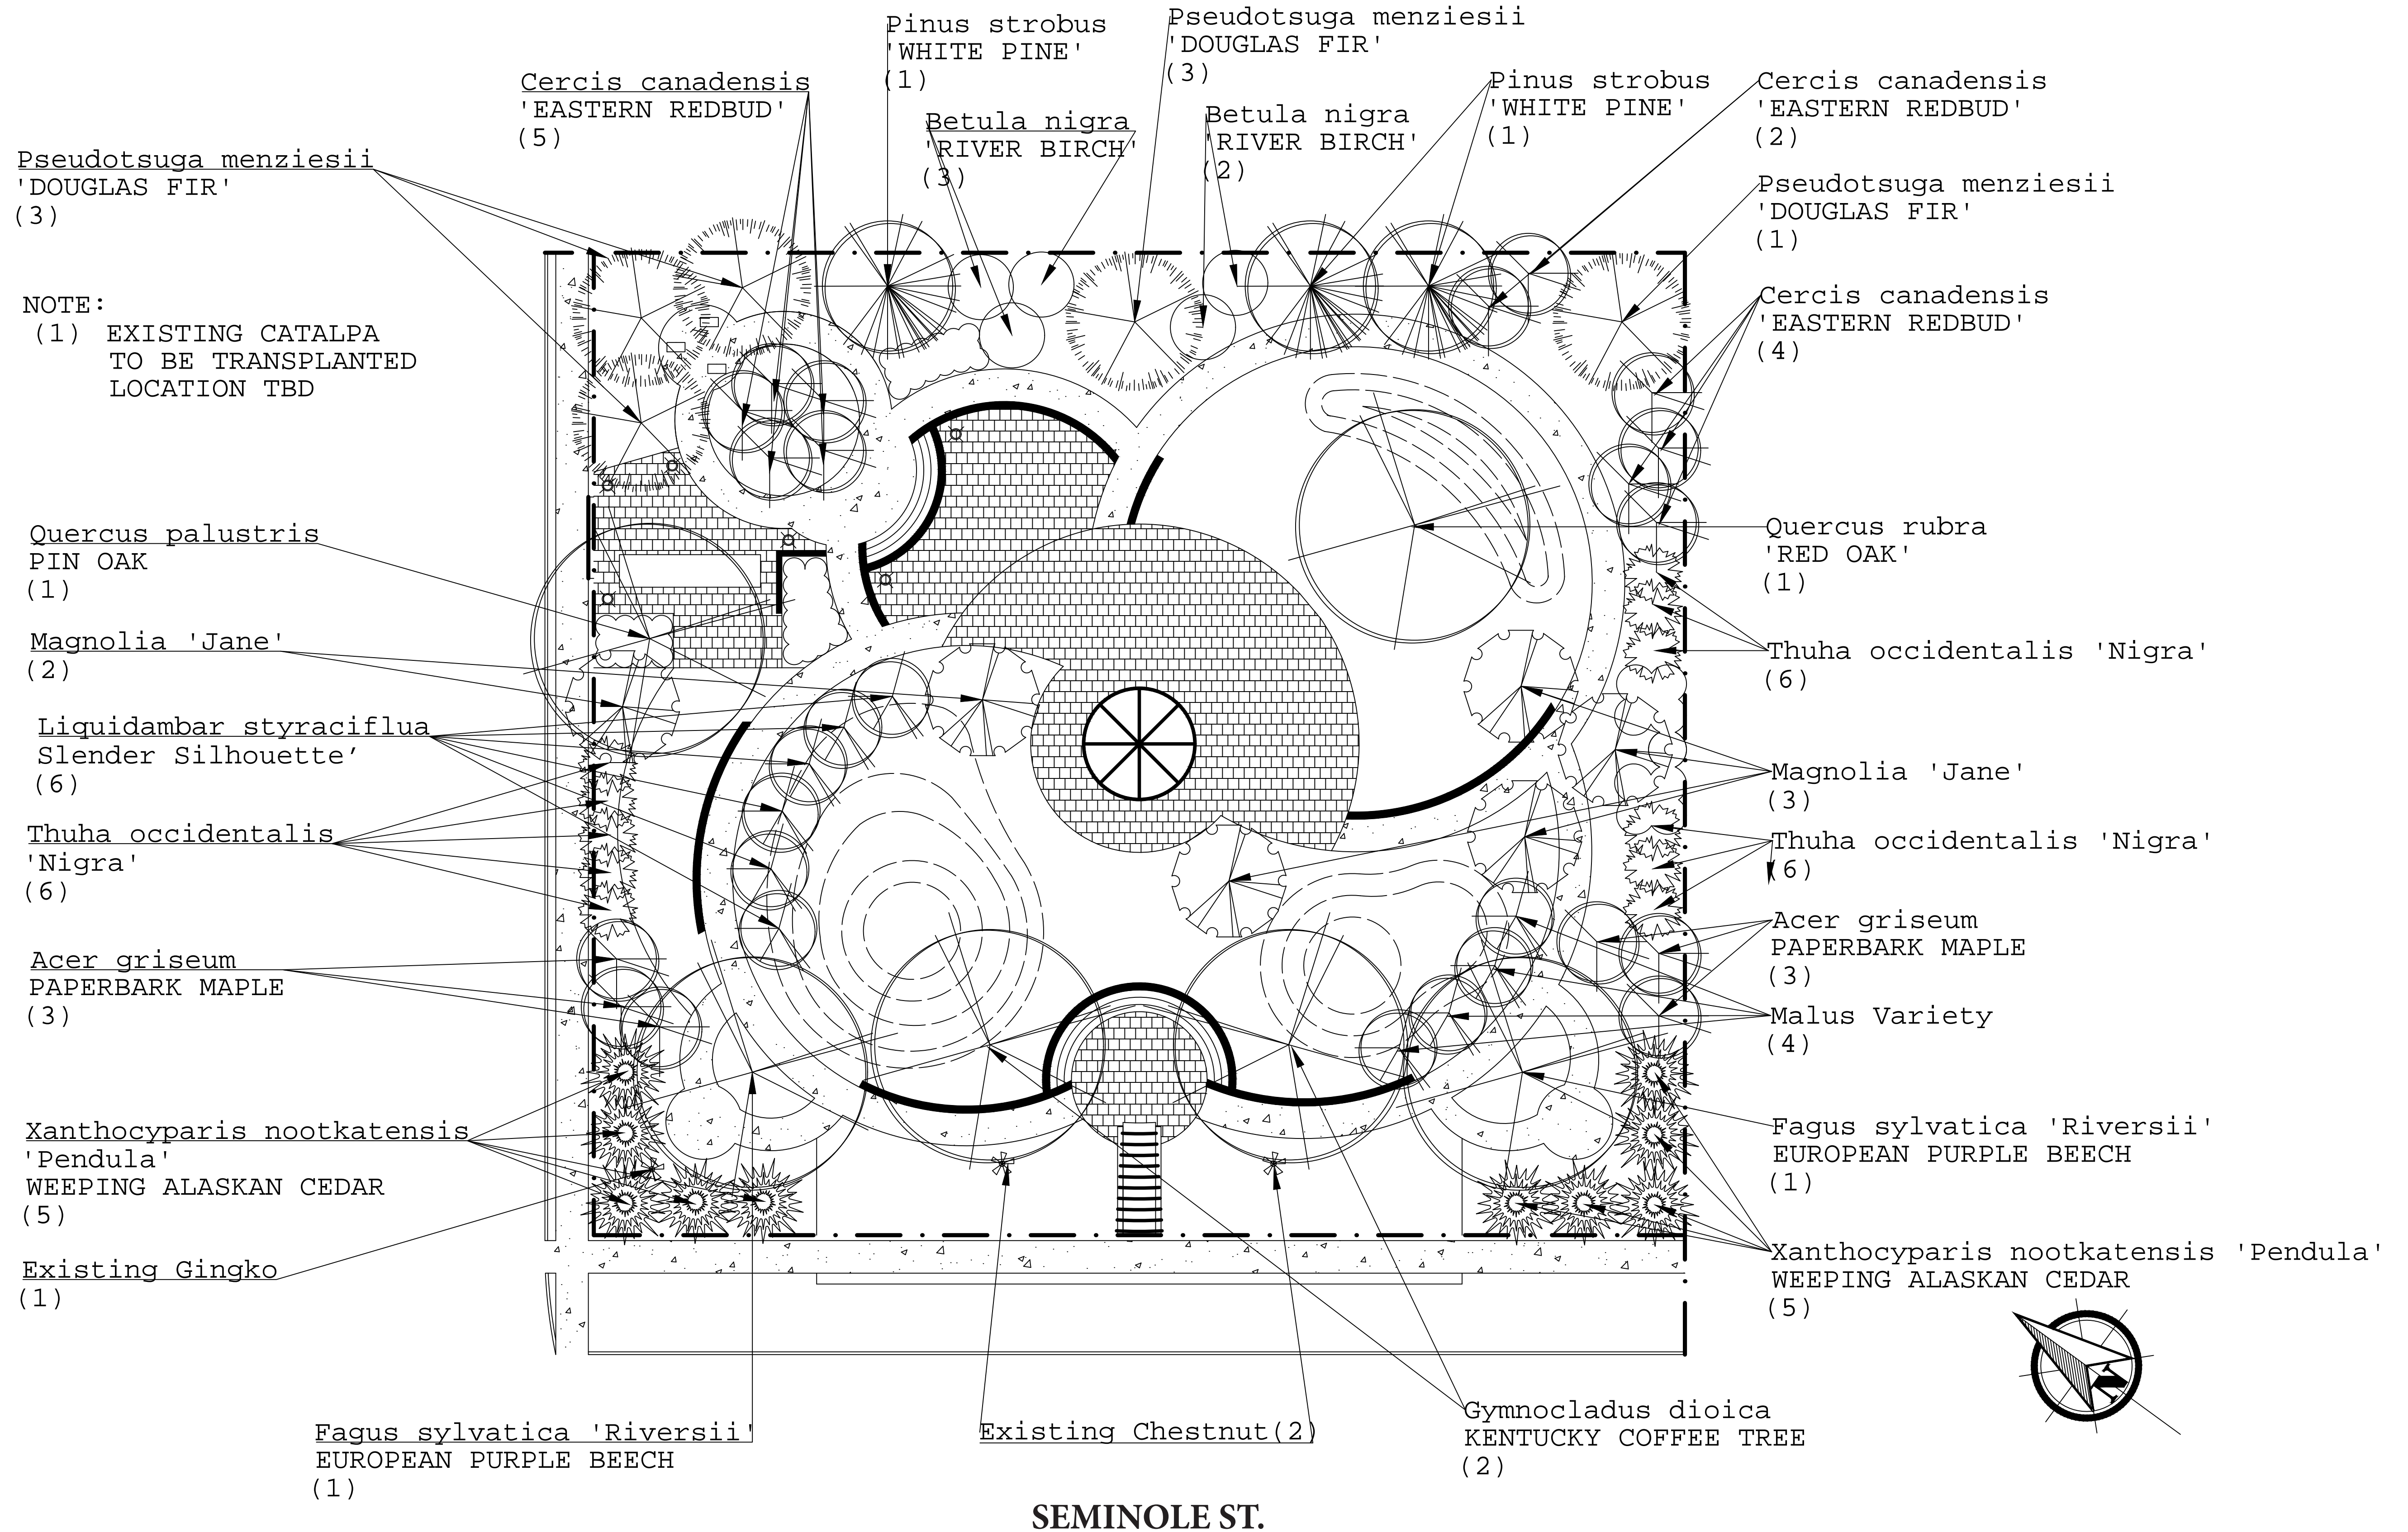 Pinus strobus
'WHITE PINE'
(1)
Pseudotsuga menziesii
'DOUGLAS FIR'
(3)
Cercis canadensis
'EASTERN REDBUD'
(5)
Betula nigra
'RIVER BIRCH'
(3)
Betula nigra
'RIVER BIRCH'
(2)
Pinus strobus
'WHITE PINE'
(1)
Cercis canadensis
'EASTERN REDBUD'
(2)
Pseudotsuga menziesii
'DOUGLAS FIR'
(3)
Pseudotsuga menziesii
'DOUGLAS FIR'
(1)
NOTE:
(1) EXISTING CATALPA
TO BE TRANSPLANTED
LOCATION TBD
Cercis canadensis
'EASTERN REDBUD'
(4)
Quercus palustris
PIN OAK
(1)
Quercus rubra
'RED OAK'
(1)
Magnolia 'Jane'
(2)
Thuha occidentalis 'Nigra'
(6)
Liquidambar styraciflua
Slender Silhouette’
(6)
Magnolia 'Jane'
(3)
Thuha occidentalis
'Nigra'
(6)
Thuha occidentalis 'Nigra'
(6)
Acer griseum
PAPERBARK MAPLE
(3)
Acer griseum
PAPERBARK MAPLE
(3)
Malus Variety
(4)
Xanthocyparis nootkatensis
'Pendula'
WEEPING ALASKAN CEDAR
(5)
Fagus sylvatica 'Riversii'
EUROPEAN PURPLE BEECH
(1)
Existing Gingko
(1)
Xanthocyparis nootkatensis 'Pendula'
WEEPING ALASKAN CEDAR
(5)
N
Fagus sylvatica 'Riversii'
EUROPEAN PURPLE BEECH
(1)
Existing Chestnut(2)
Gymnocladus dioica
KENTUCKY COFFEE TREE
(2)
SEMINOLE ST.